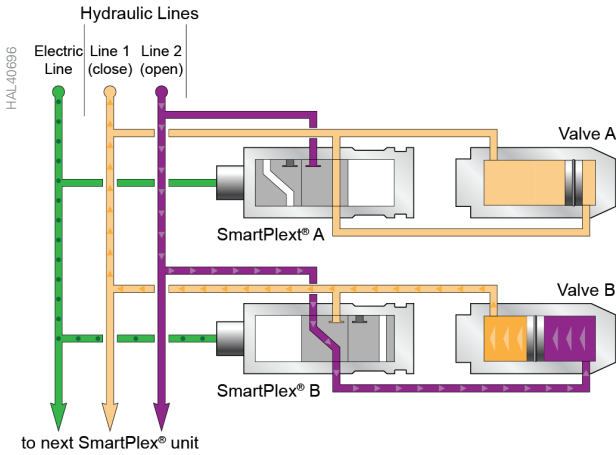 Hydraulic Lines
Electric Line
Line 1 (close)
Line 2 (open)
HAL40696
Valve A
SmartPlext® A
Valve B
SmartPlex® B
to next SmartPlex® unit